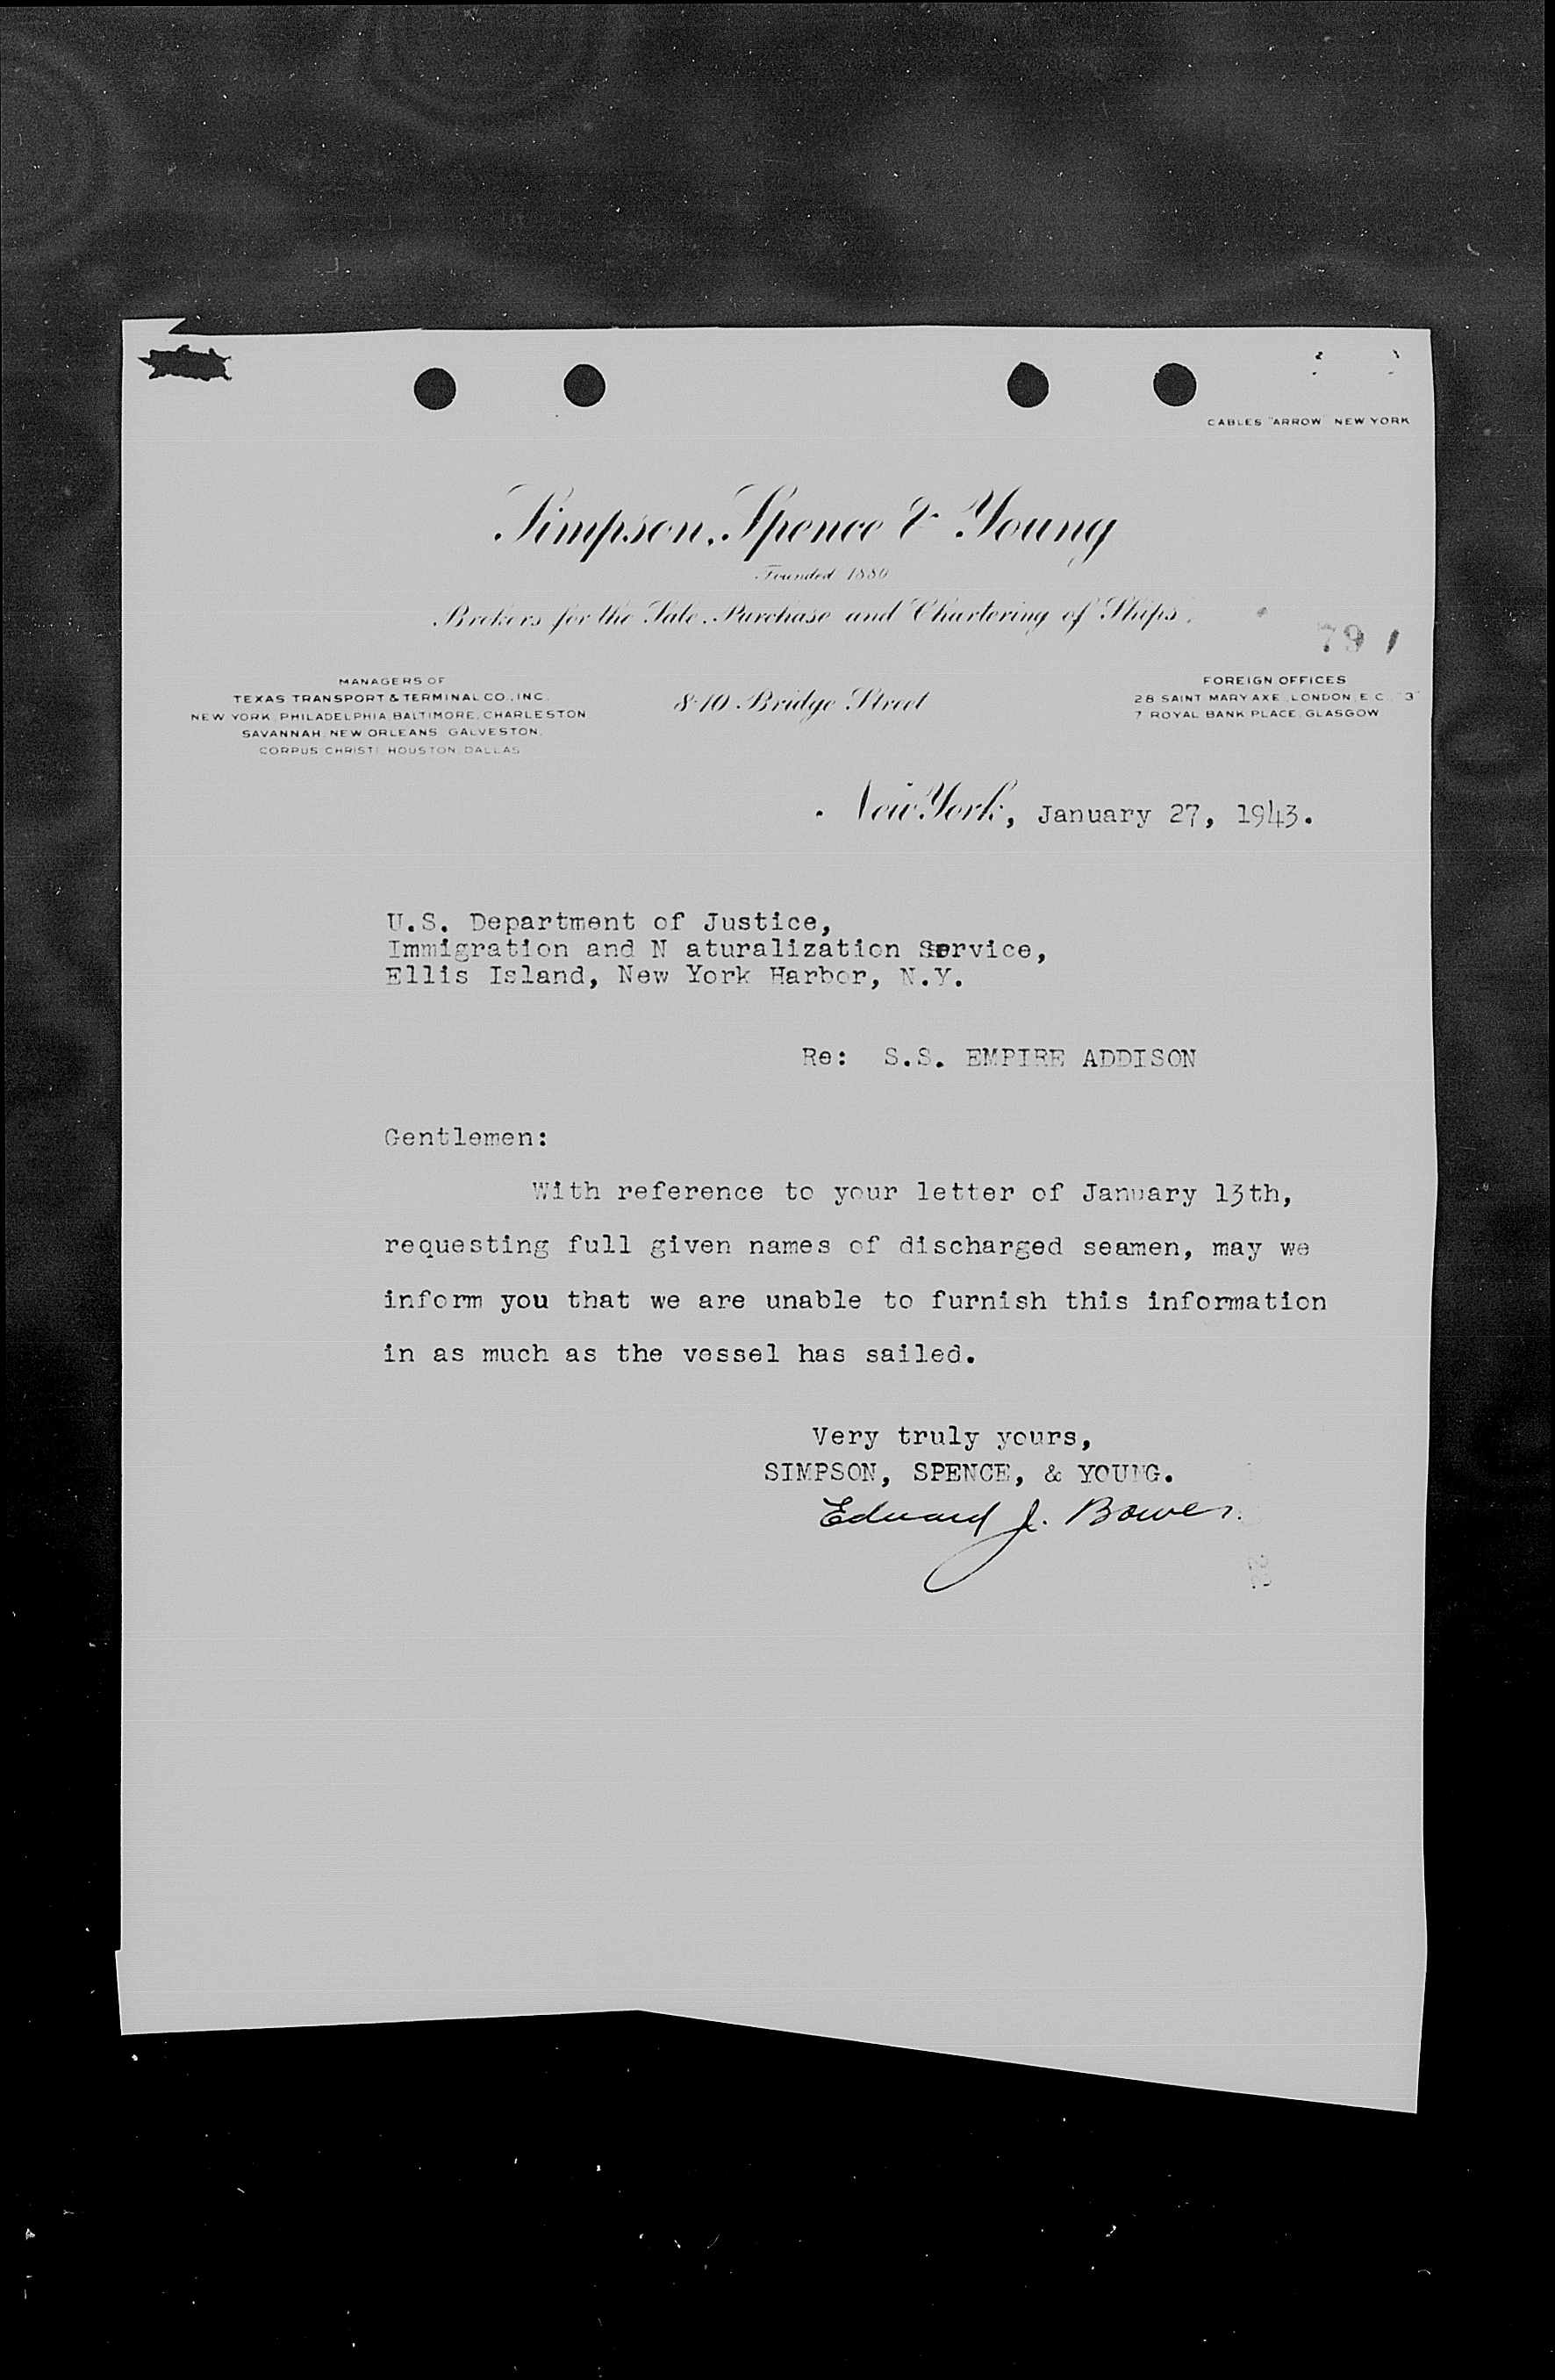 CABLES "ARROW" NEW YORK
Simpson, Spence & Young
Founded 1880
Brokers for the Sale, Purchase and Chartering of Ships.
791
MANAGERS OF
TEXAS TRANSPORT & TERMINAL CO., INC.
NEW YORK, PHILADELPHIA, BALTIMORE, CHARLESTON
SAVANNAH, NEW ORLEANS, GALVESTON,
CORPUS CHRISTI, HOUSTON, DALLAS
8-10 Bridge Street
FOREIGN OFFICES
28 SAINT MARY AXE, LONDON, E.C. "3"
7 ROYAL BANK PLACE, GLASGOW
New York, January 27, 1943.
U.S. Department of Justice,
Immigration and N aturalization Service,
Ellis Island, New York Harbor, N.Y.
Re: S.S. EMPIRE ADDISON
Gentlemen:
With reference to your letter of January 13th,
requesting full given names of discharged seamen, may we
inform you that we are unable to furnish this information
in as much as the vessel has sailed.
Very truly yours,
SIMPSON, SPENCE, & YOUNG.
Edward J. Bowen.